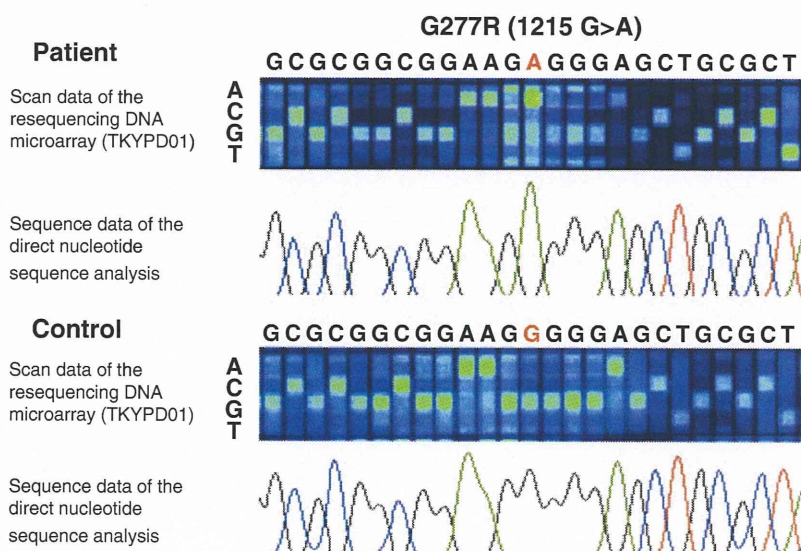 G277R (1215 G>A)
Patient
GCGCGGCGGAAGAGGGAGCTGCGCT
Scan data of the
resequencing DNA
microarray (TKYPD01)
A
C
G
T
Sequence data of the
direct nucleotide
sequence analysis
Control
GCGCGGCGGAAGGGGGAGCTGCGCT
Scan data of the
resequencing DNA
microarray (TKYPD01)
A
C
G
T
Sequence data of the
direct nucleotide
sequence analysis